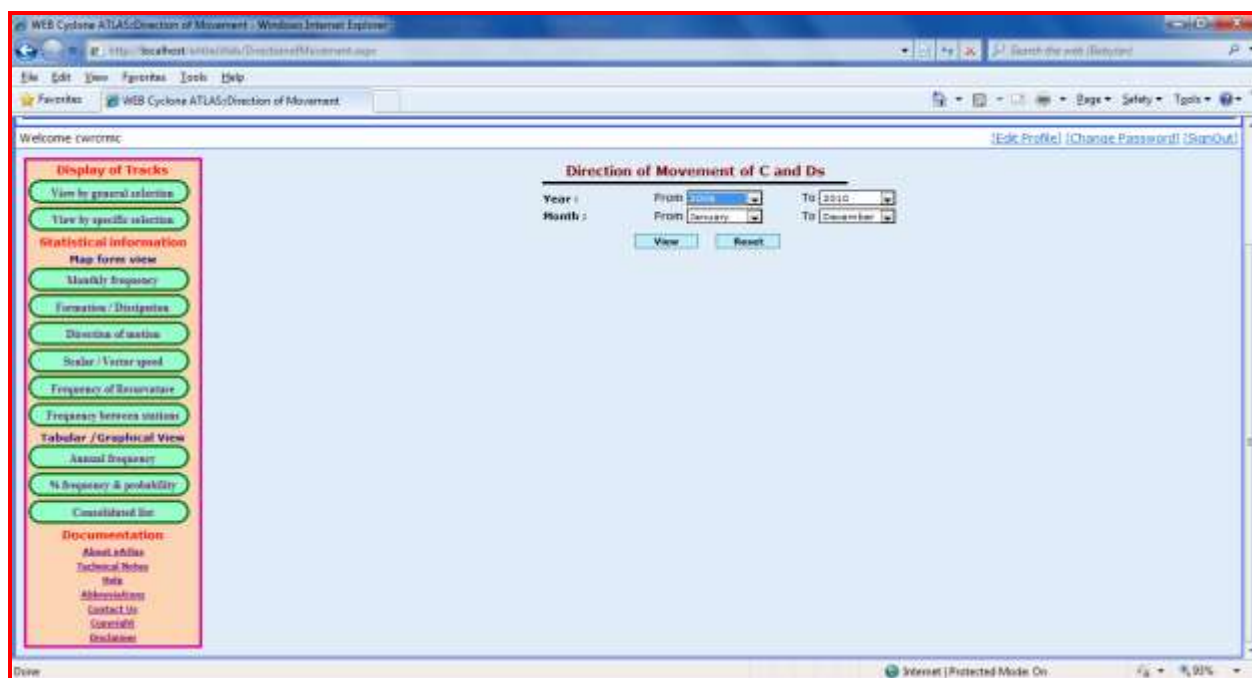 WEB Cyclone ATLAS::Direction of Movement - Windows Internet Explorer
File Edit View Favorites Tools Help
Favorites WEB Cyclone ATLAS::Direction of Movement
Page Safety Tools
Welcome cwrcrmc
[Edit Profile] [Change Password] [SignOut]
Display of Tracks
View by general selection
View by specific selection
Statistical information
Map form view
Monthly frequency
Formation / Dissipation
Direction of motion
Scalar / Vector speed
Frequency of Recurvature
Frequency between stations
Tabular /Graphical View
Annual frequency
% frequency & probability
Consolidated list
Documentation
About eAtlas
Technical Notes
Help
Abbreviations
Contact Us
Copyright
Disclaimer
Direction of Movement of C and Ds
Year : From To 2010
Month : From January To December
View Reset
Done
Internet | Protected Mode: On
93%